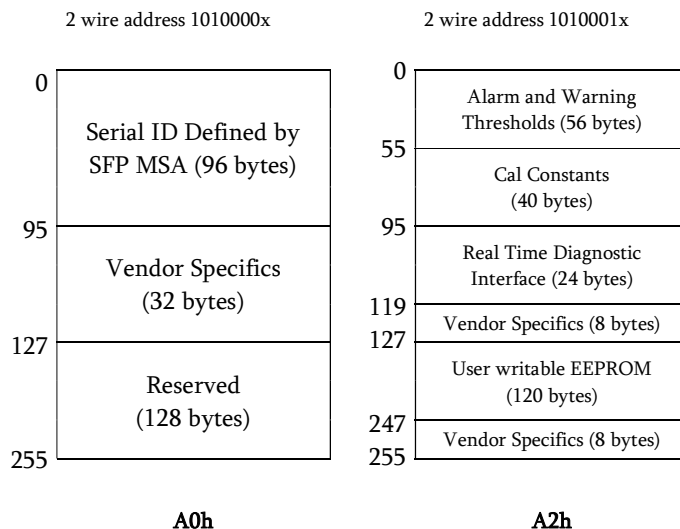 2 wire address 1010000x
0
Serial ID Defined by
SFP MSA (96 bytes)
95
Vendor Specifics
(32 bytes)
127
Reserved
(128 bytes)
255
A0h
2 wire address 1010001x
0
Alarm and Warning
Thresholds (56 bytes)
55
Cal Constants
(40 bytes)
95
Real Time Diagnostic
Interface (24 bytes)
119
Vendor Specifics (8 bytes)
127
User writable EEPROM
(120 bytes)
247
Vendor Specifics (8 bytes)
255
A2h